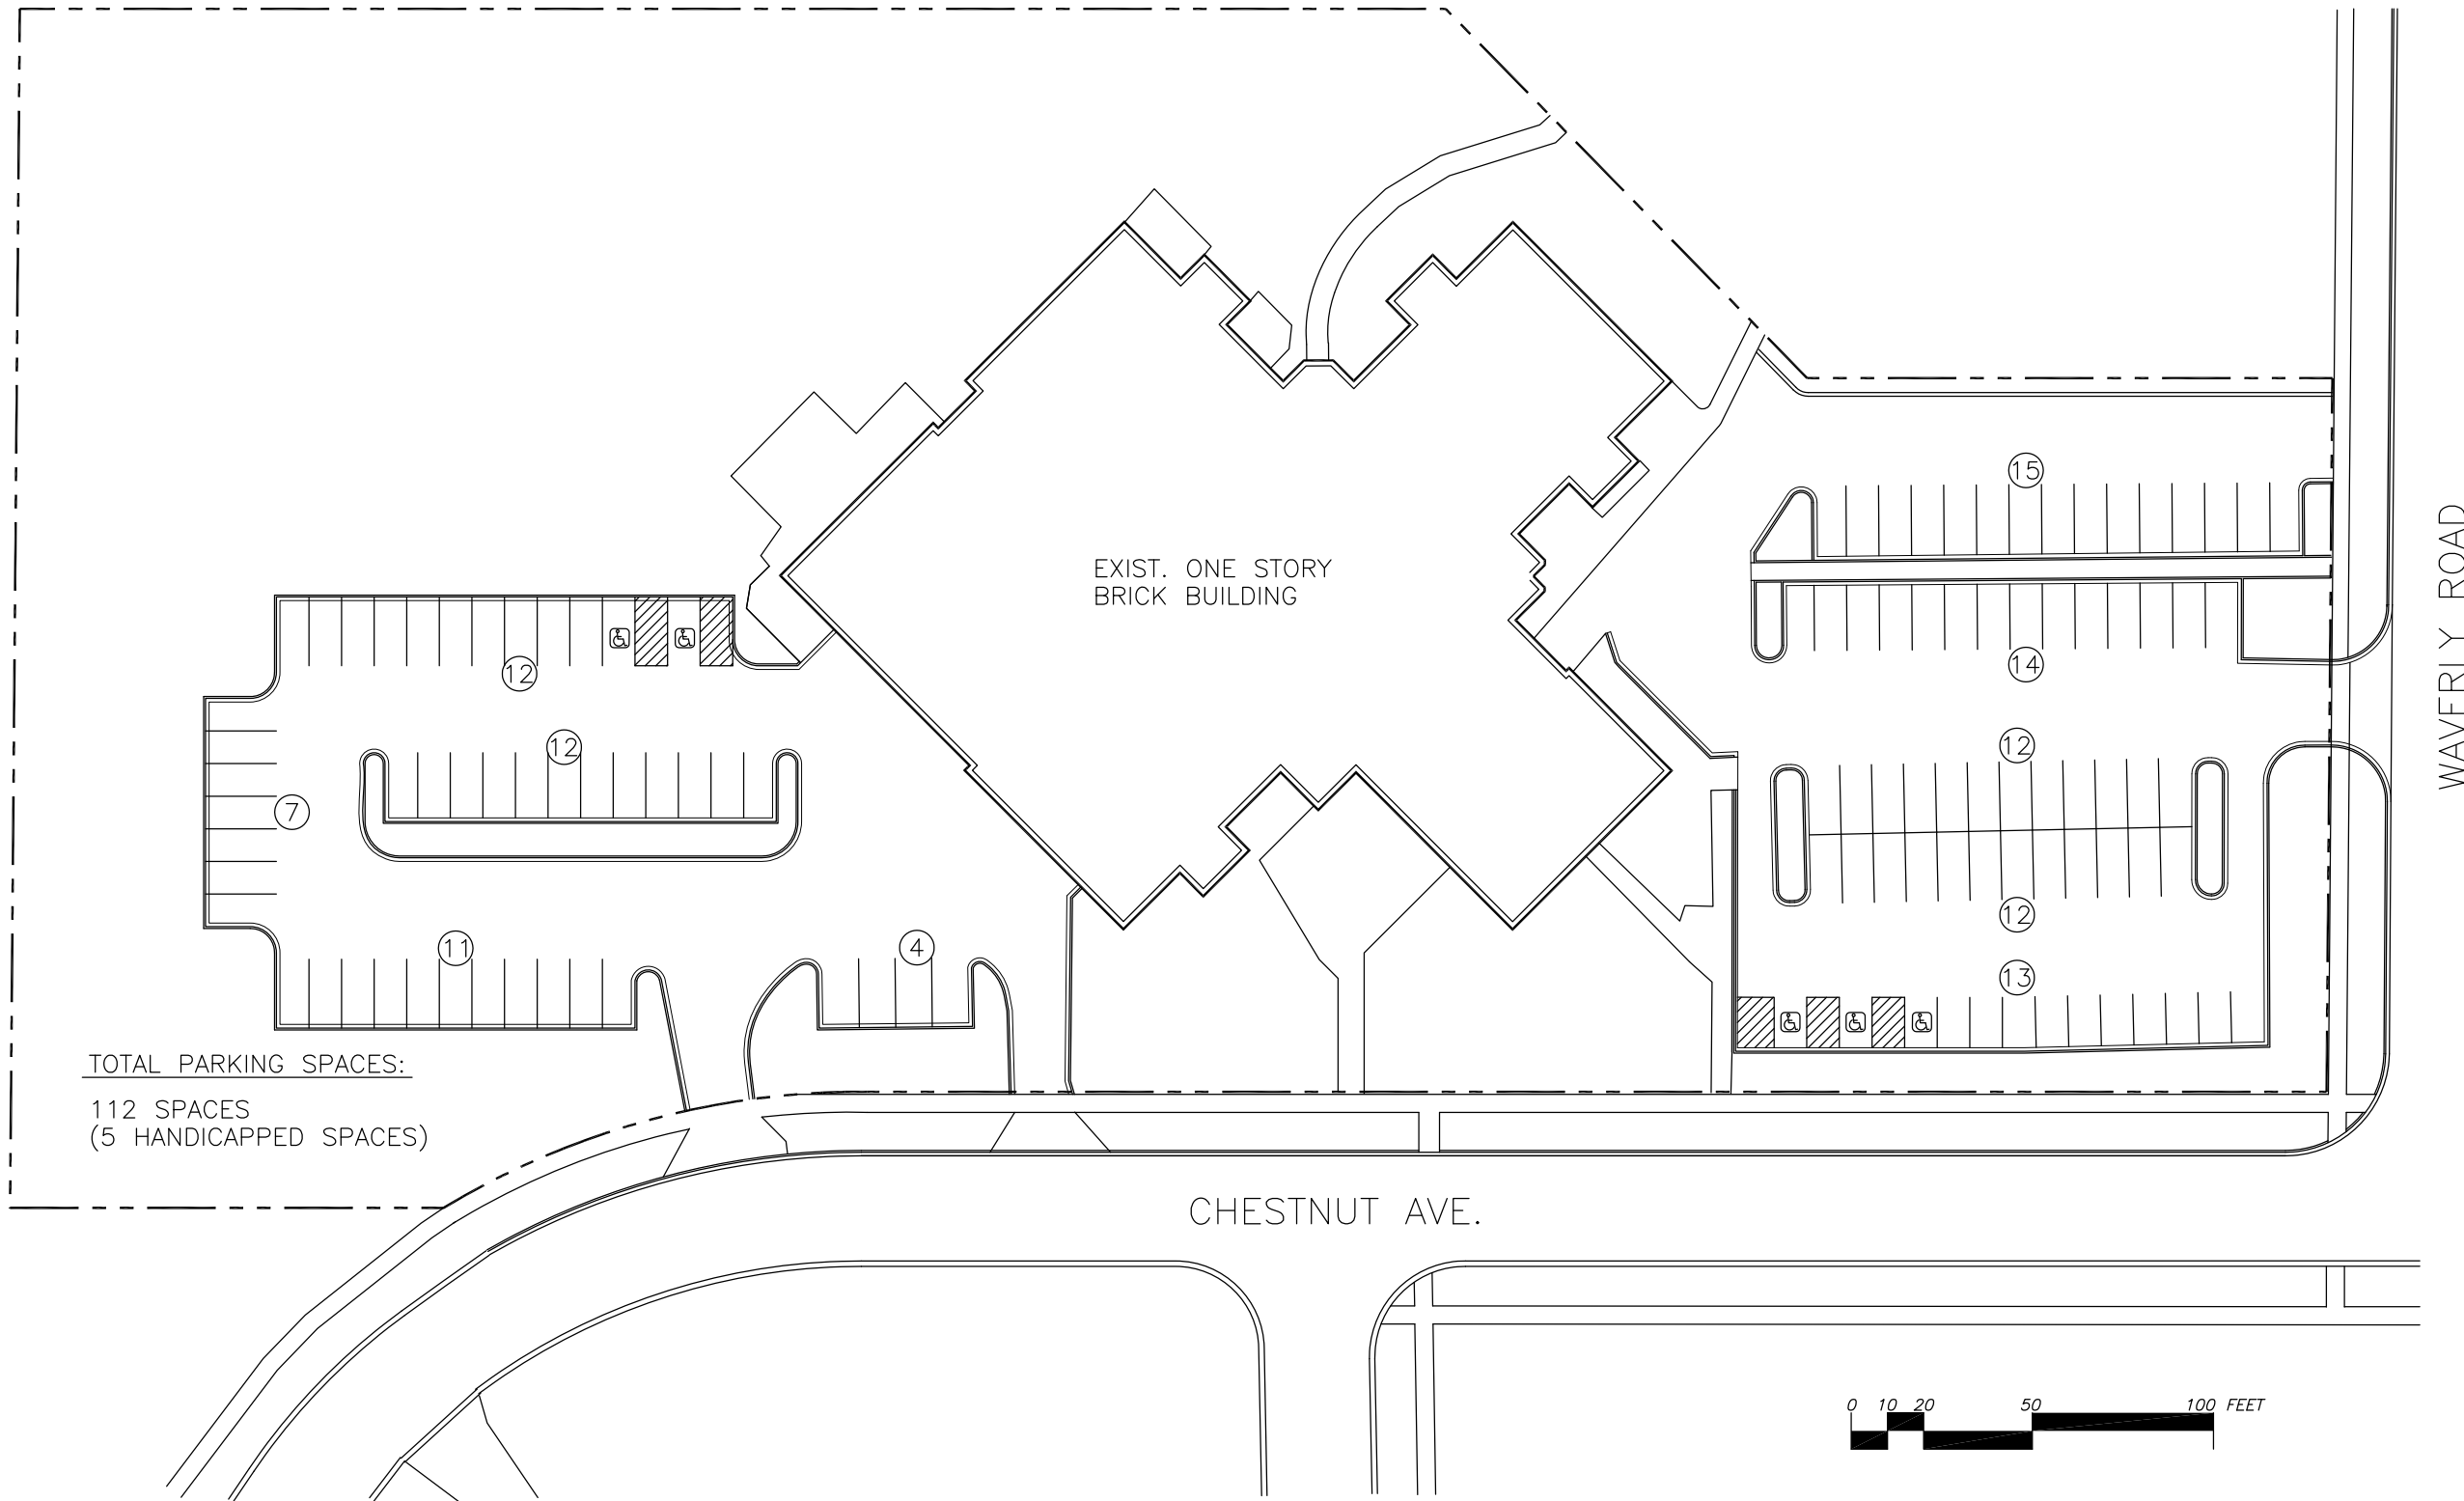 15
EXIST. ONE STORY
BRICK BUILDING
WAVERLY ROAD
12
14
12
12
7
12
11
4
13
TOTAL PARKING SPACES:
112 SPACES
(5 HANDICAPPED SPACES)
CHESTNUT AVE.
0 10 20 50 100 FEET